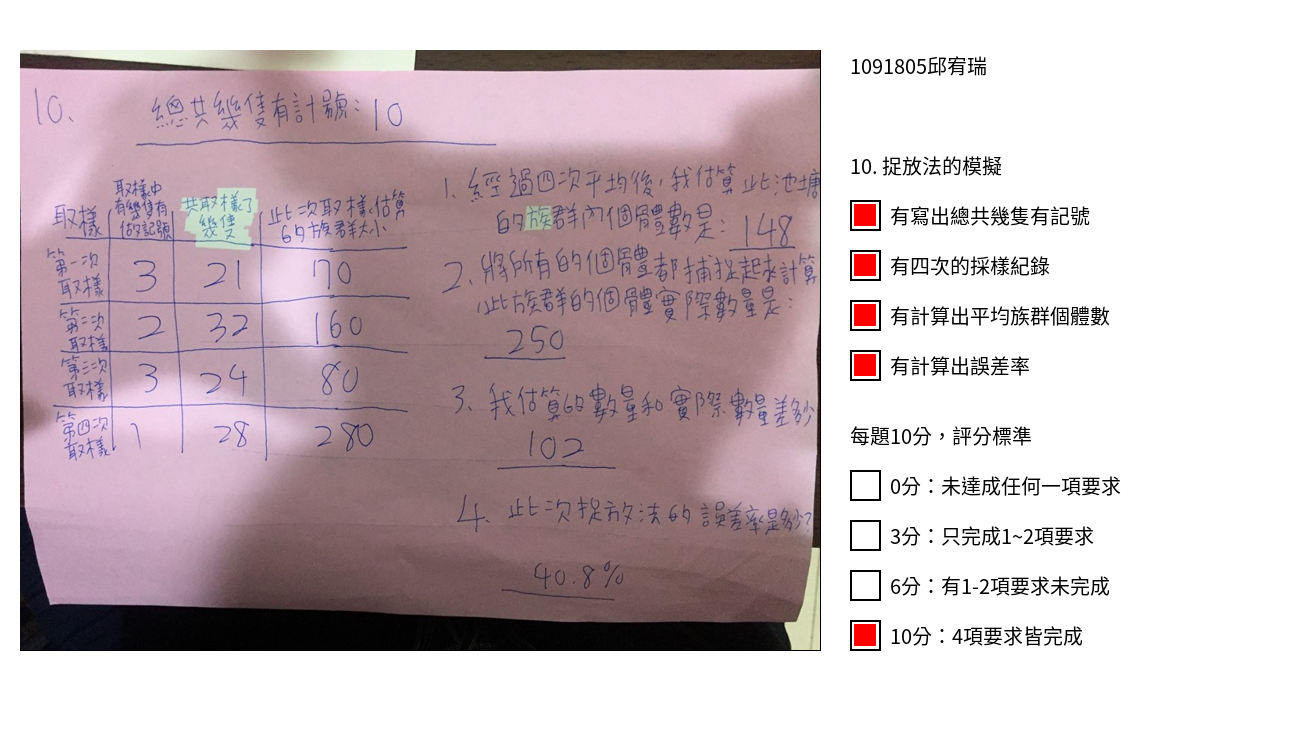 10.
總共幾隻有計號：10
取樣
取樣中
有幾隻有
做記號
共取樣了
幾隻
此次取樣估算
的族群大小
第一次
取樣
3
21
70
第二次
取樣
2
32
160
第三次
取樣
3
24
80
第四次
取樣
1
28
280
1. 經過四次平均後，我估算此池塘
的族群內個體數是：148
2. 將所有的個體都捕捉起來計算
，此族群的個體實際數量是：
250
3. 我估算的數量和實際數量差多少
102
4. 此次捉放法的誤差率是多少？
40.8%
1091805邱宥瑞
10. 捉放法的模擬
有寫出總共幾隻有記號
有四次的採樣紀錄
有計算出平均族群個體數
有計算出誤差率
每題10分，評分標準
0分：未達成任何一項要求
3分：只完成1~2項要求
6分：有1-2項要求未完成
10分：4項要求皆完成